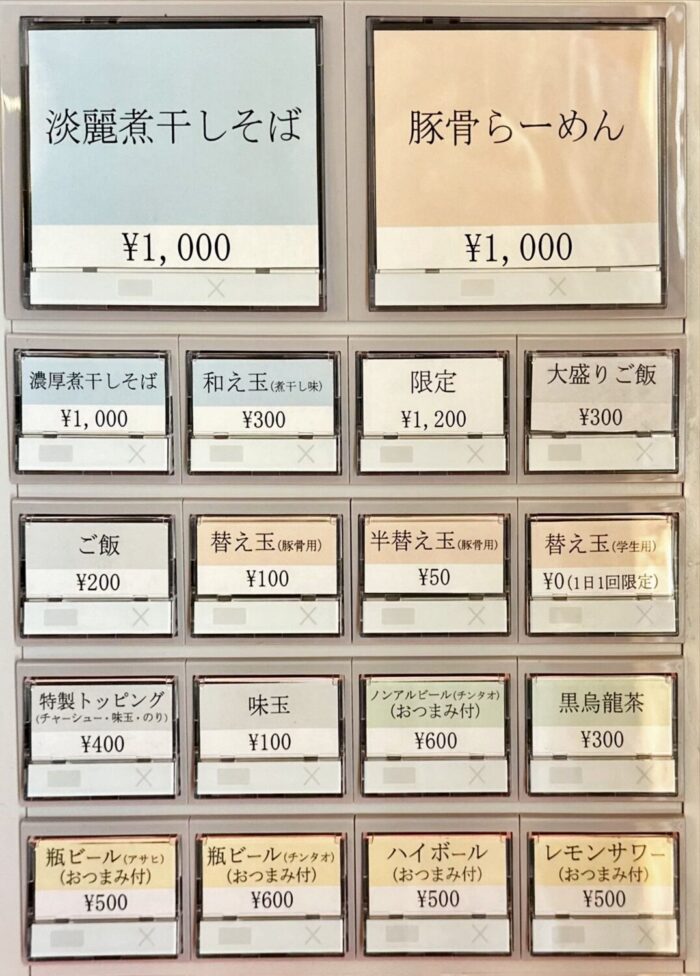 淡麗煮干しそば
¥1,000
豚骨らーめん
¥1,000
濃厚煮干しそば
¥1,000
和え玉(煮干し味)
¥300
限定
¥1,200
大盛りご飯
¥300
ご飯
¥200
替え玉(豚骨用)
¥100
半替え玉(豚骨用)
¥50
替え玉(学生用)
¥0(1日1回限定)
特製トッピング
(チャーシュー・味玉・のり)
¥400
味玉
¥100
ノンアルビール(チンタオ)
(おつまみ付)
¥600
黒烏龍茶
¥300
瓶ビール(アサヒ)
(おつまみ付)
¥500
瓶ビール(チンタオ)
(おつまみ付)
¥600
ハイボール
(おつまみ付)
¥500
レモンサワー
(おつまみ付)
¥500